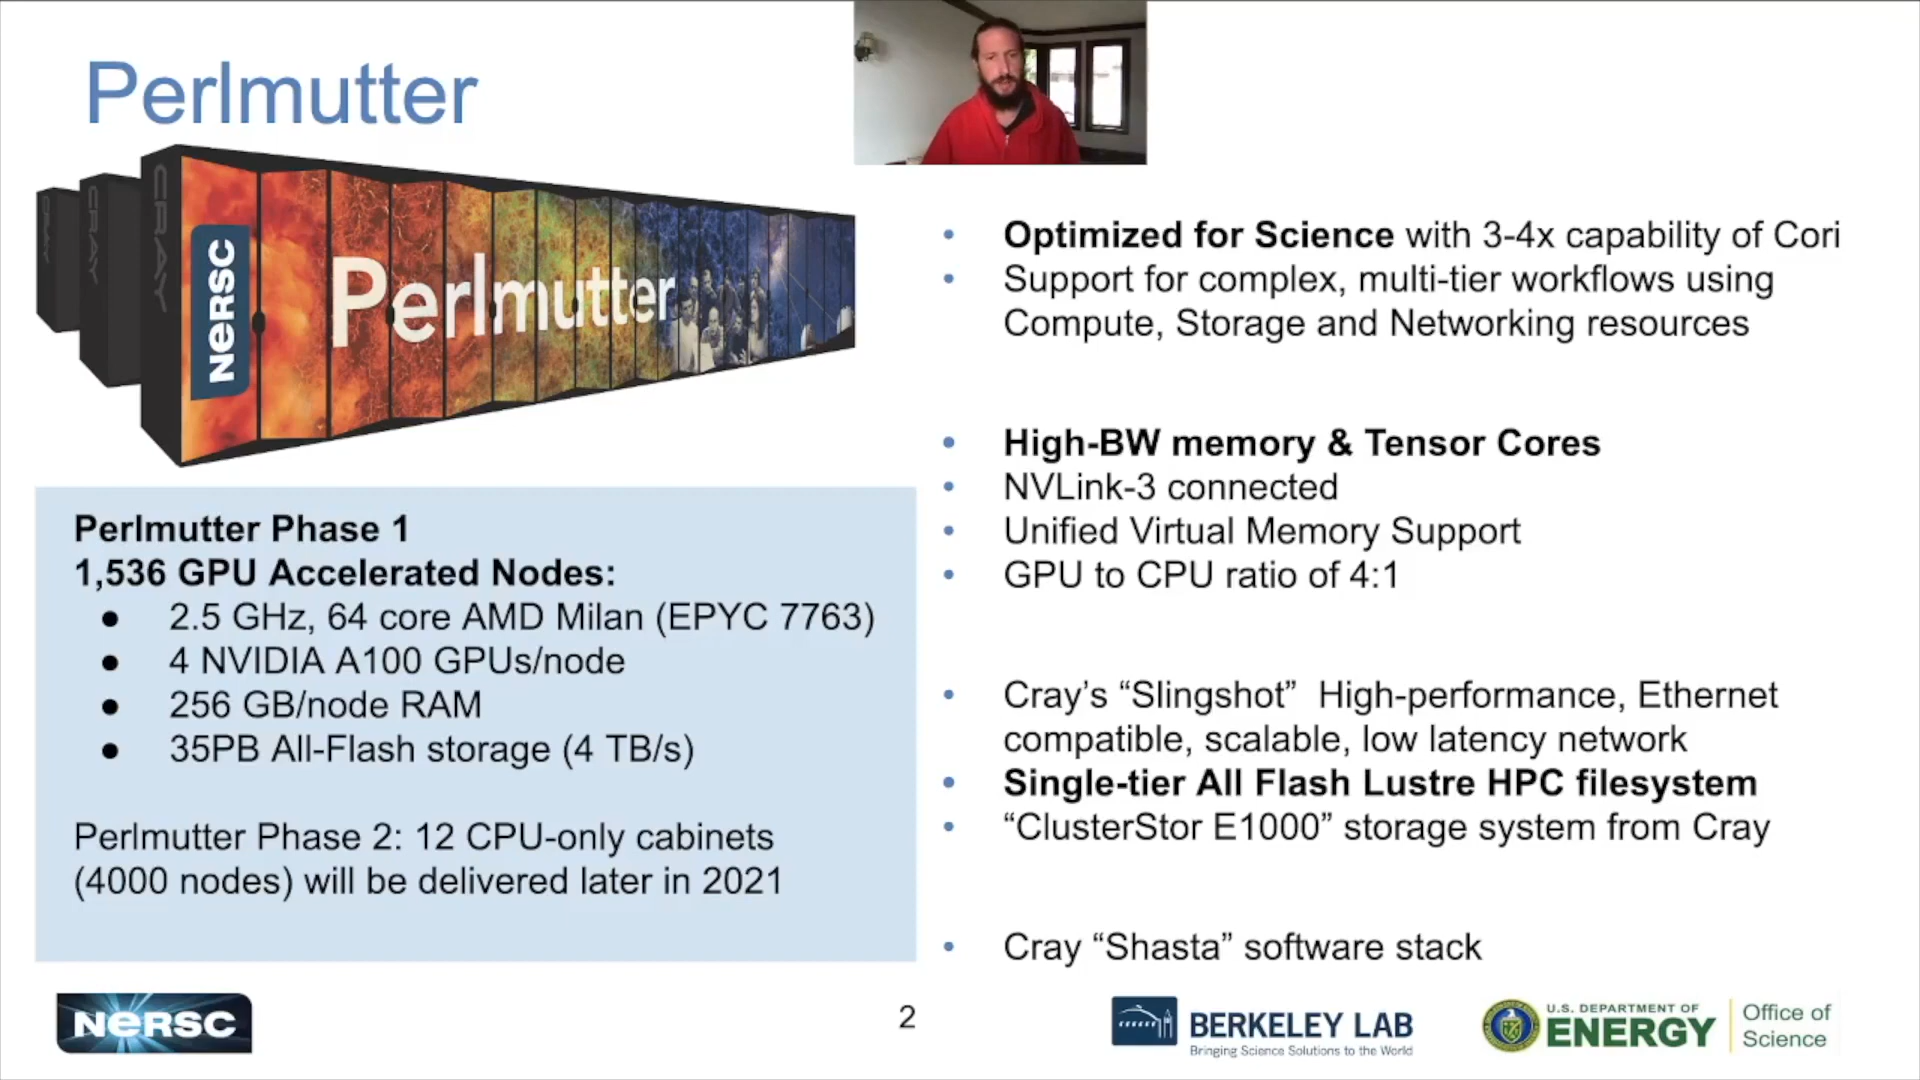 Perlmutter
CRAY
CRAY
CRAY
NERSC
Perlmutter
Perlmutter Phase 1
1,536 GPU Accelerated Nodes:
● 2.5 GHz, 64 core AMD Milan (EPYC 7763)
● 4 NVIDIA A100 GPUs/node
● 256 GB/node RAM
● 35PB All-Flash storage (4 TB/s)
Perlmutter Phase 2: 12 CPU-only cabinets
(4000 nodes) will be delivered later in 2021
• Optimized for Science with 3-4x capability of Cori
• Support for complex, multi-tier workflows using
Compute, Storage and Networking resources
• High-BW memory & Tensor Cores
• NVLink-3 connected
• Unified Virtual Memory Support
• GPU to CPU ratio of 4:1
• Cray’s “Slingshot” High-performance, Ethernet
compatible, scalable, low latency network
• Single-tier All Flash Lustre HPC filesystem
• “ClusterStor E1000” storage system from Cray
• Cray “Shasta” software stack
NERSC
2
BERKELEY LAB
Bringing Science Solutions to the World
U.S. DEPARTMENT OF
ENERGY
Office of
Science